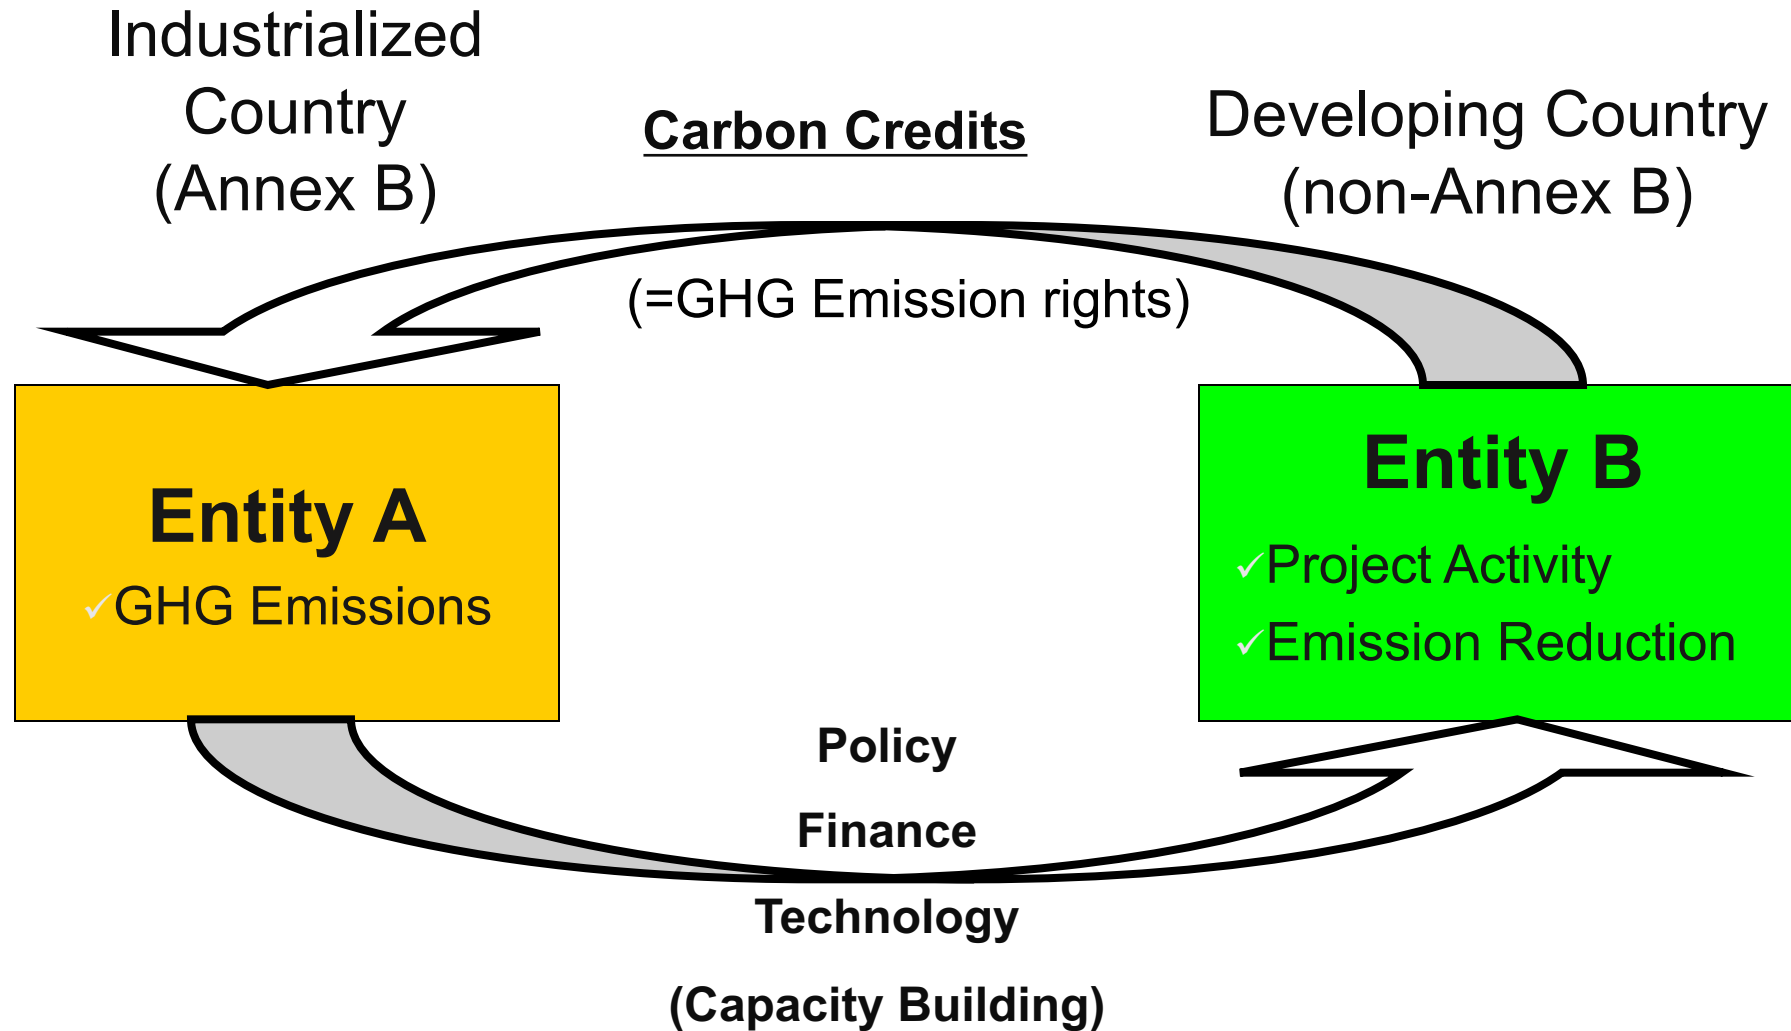 Industrialized
Country
(Annex B)
Carbon Credits
Developing Country
(non-Annex B)
(=GHG Emission rights)
Entity A
✓GHG Emissions
Entity B
✓Project Activity
✓Emission Reduction
Policy
Finance
Technology
(Capacity Building)